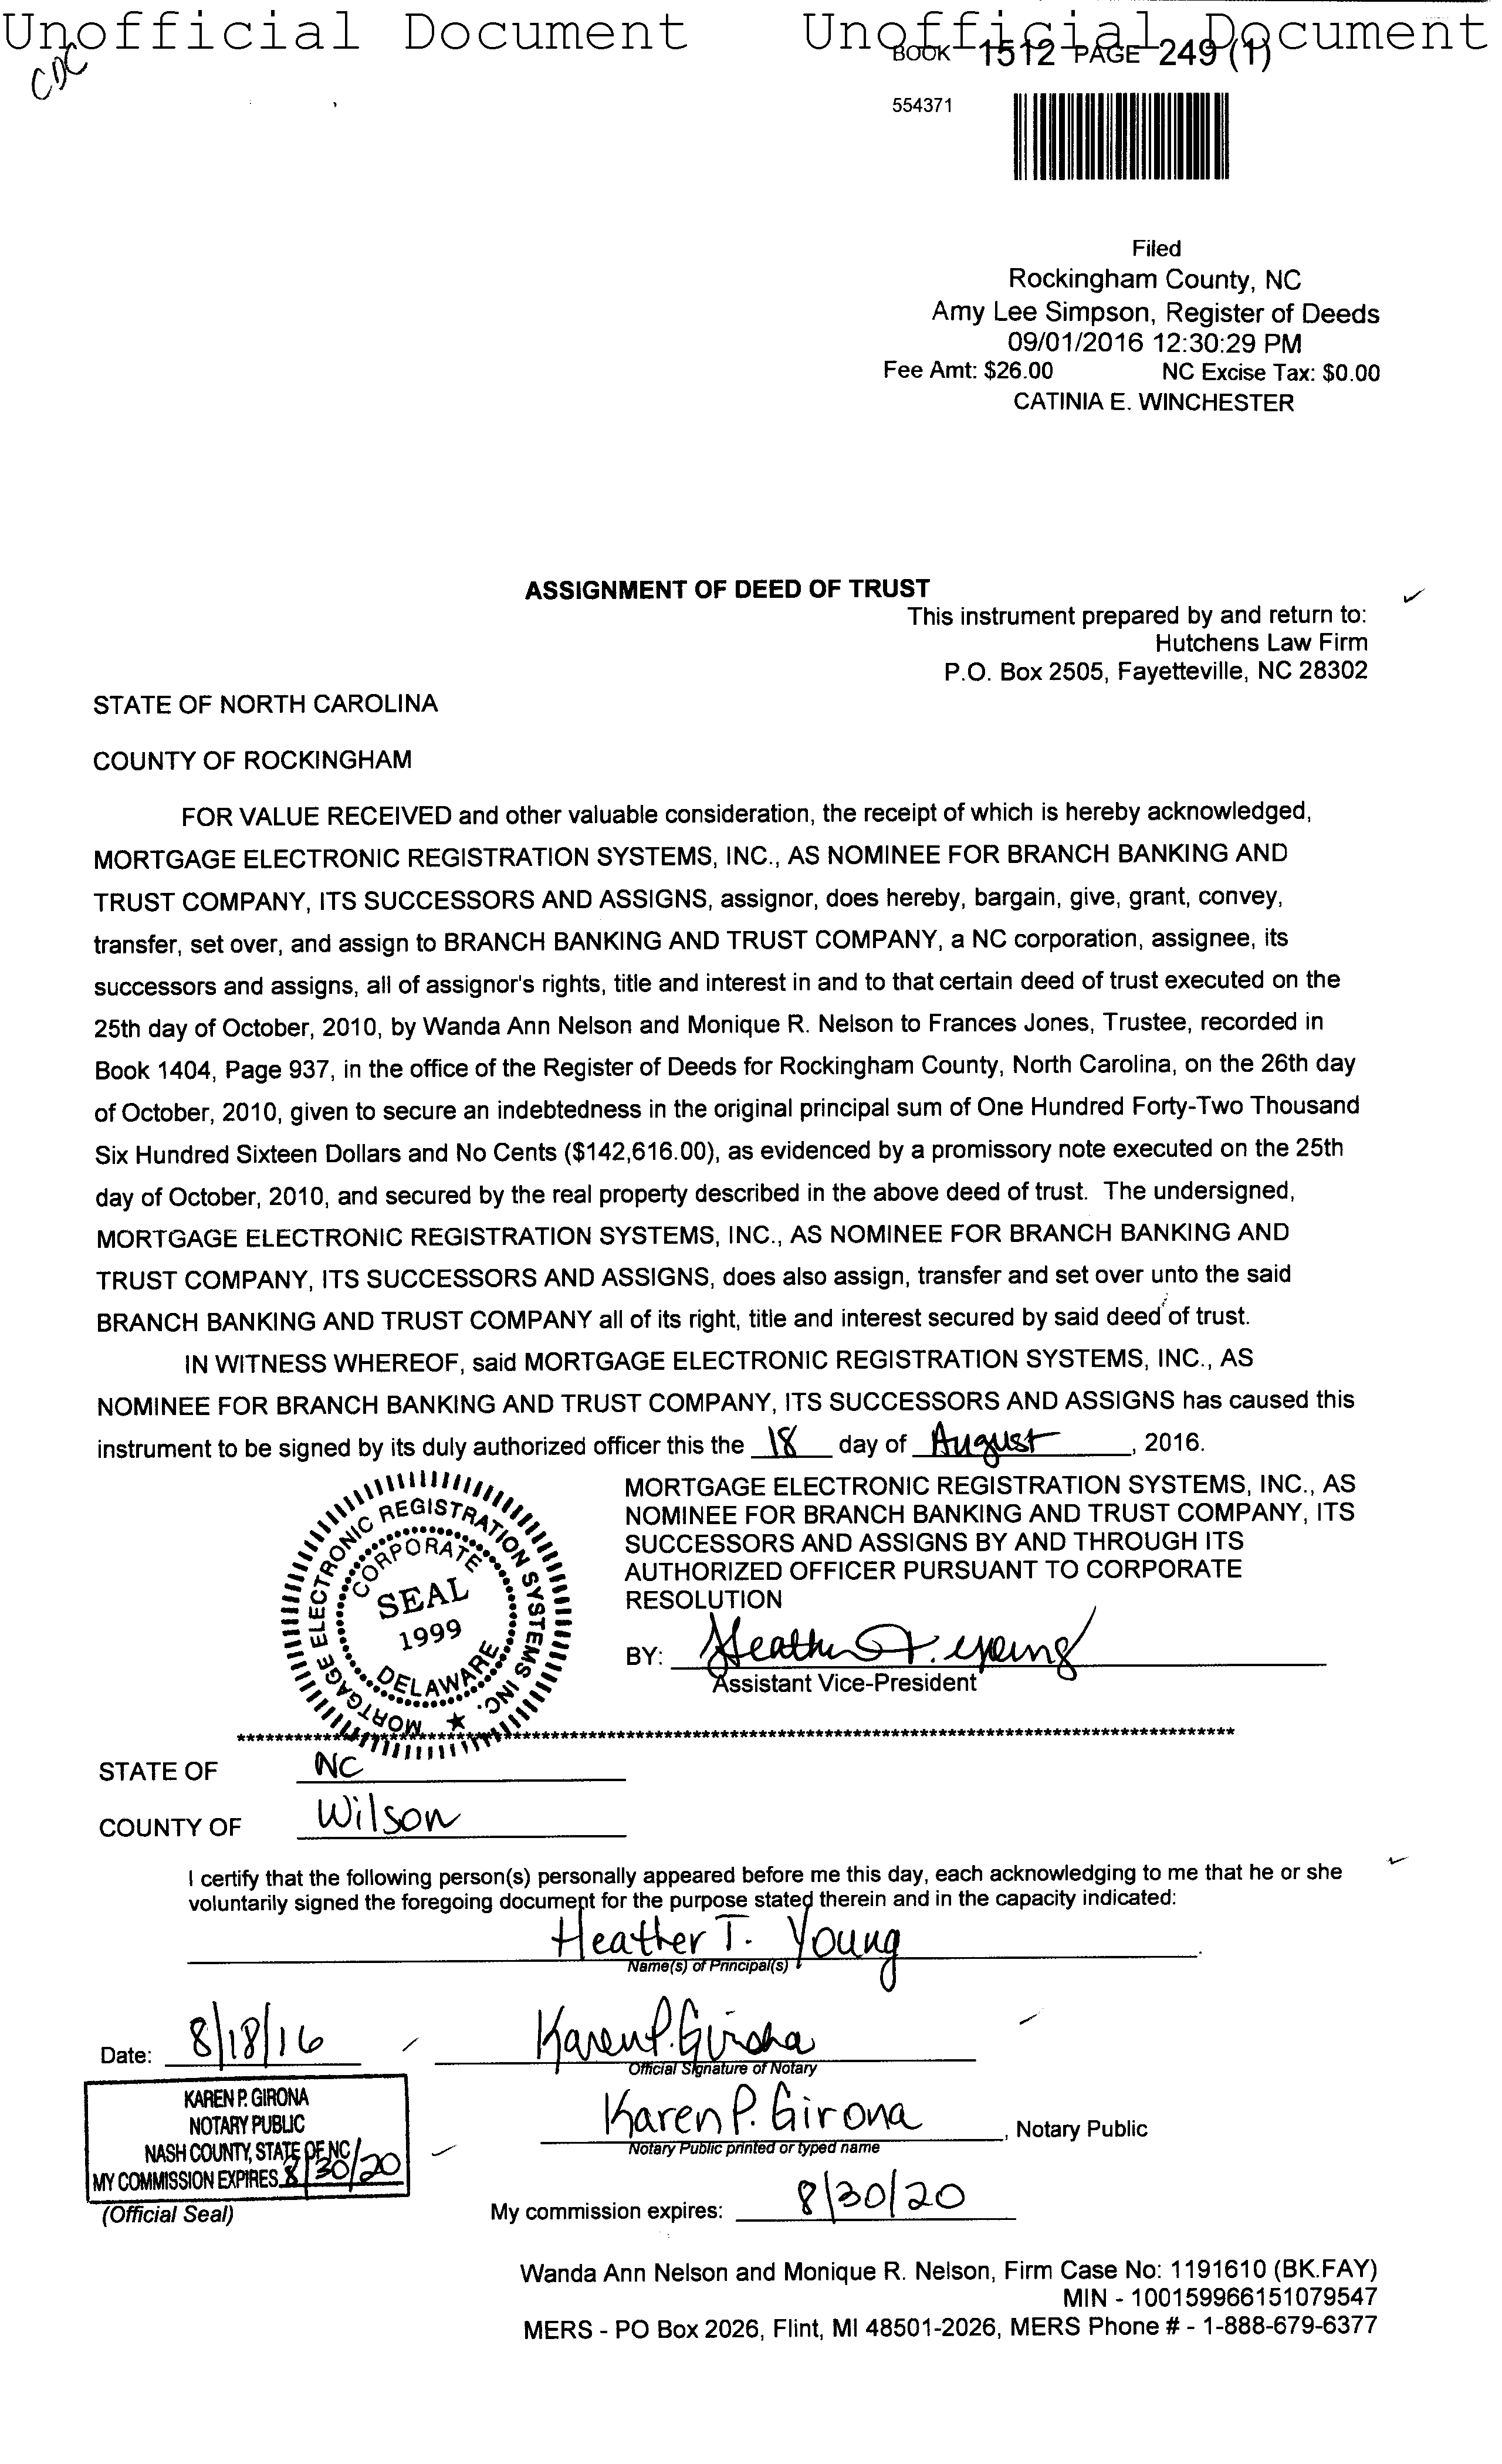 Unofficial Document Unofficial Document
CDC
BOOK 1512 PAGE 249 (1)
554371
Filed
Rockingham County, NC
Amy Lee Simpson, Register of Deeds
09/01/2016 12:30:29 PM
Fee Amt: $26.00 NC Excise Tax: $0.00
CATINIA E. WINCHESTER
ASSIGNMENT OF DEED OF TRUST
This instrument prepared by and return to:
Hutchens Law Firm
P.O. Box 2505, Fayetteville, NC 28302
STATE OF NORTH CAROLINA
COUNTY OF ROCKINGHAM
FOR VALUE RECEIVED and other valuable consideration, the receipt of which is hereby acknowledged,
MORTGAGE ELECTRONIC REGISTRATION SYSTEMS, INC., AS NOMINEE FOR BRANCH BANKING AND
TRUST COMPANY, ITS SUCCESSORS AND ASSIGNS, assignor, does hereby, bargain, give, grant, convey,
transfer, set over, and assign to BRANCH BANKING AND TRUST COMPANY, a NC corporation, assignee, its
successors and assigns, all of assignor's rights, title and interest in and to that certain deed of trust executed on the
25th day of October, 2010, by Wanda Ann Nelson and Monique R. Nelson to Frances Jones, Trustee, recorded in
Book 1404, Page 937, in the office of the Register of Deeds for Rockingham County, North Carolina, on the 26th day
of October, 2010, given to secure an indebtedness in the original principal sum of One Hundred Forty-Two Thousand
Six Hundred Sixteen Dollars and No Cents ($142,616.00), as evidenced by a promissory note executed on the 25th
day of October, 2010, and secured by the real property described in the above deed of trust. The undersigned,
MORTGAGE ELECTRONIC REGISTRATION SYSTEMS, INC., AS NOMINEE FOR BRANCH BANKING AND
TRUST COMPANY, ITS SUCCESSORS AND ASSIGNS, does also assign, transfer and set over unto the said
BRANCH BANKING AND TRUST COMPANY all of its right, title and interest secured by said deed of trust.
IN WITNESS WHEREOF, said MORTGAGE ELECTRONIC REGISTRATION SYSTEMS, INC., AS
NOMINEE FOR BRANCH BANKING AND TRUST COMPANY, ITS SUCCESSORS AND ASSIGNS has caused this
instrument to be signed by its duly authorized officer this the 18 day of August, 2016.
MORTGAGE ELECTRONIC REGISTRATION SYSTEMS INC.
CORPORATE
SEAL
1999
DELAWARE
MORTGAGE ELECTRONIC REGISTRATION SYSTEMS, INC., AS
NOMINEE FOR BRANCH BANKING AND TRUST COMPANY, ITS
SUCCESSORS AND ASSIGNS BY AND THROUGH ITS
AUTHORIZED OFFICER PURSUANT TO CORPORATE
RESOLUTION
BY: Heather T. Young
Assistant Vice-President
STATE OF NC
COUNTY OF Wilson
I certify that the following person(s) personally appeared before me this day, each acknowledging to me that he or she
voluntarily signed the foregoing document for the purpose stated therein and in the capacity indicated:
Heather T. Young.
Name(s) of Principal(s)
Date: 8/18/16 Karen P. Girona
Official Signature of Notary
KAREN P. GIRONA
NOTARY PUBLIC
NASH COUNTY, STATE OF NC
MY COMMISSION EXPIRES 8/30/20
(Official Seal)
Karen P. Girona, Notary Public
Notary Public printed or typed name
My commission expires: 8/30/20
Wanda Ann Nelson and Monique R. Nelson, Firm Case No: 1191610 (BK.FAY)
MIN - 100159966151079547
MERS - PO Box 2026, Flint, MI 48501-2026, MERS Phone # - 1-888-679-6377